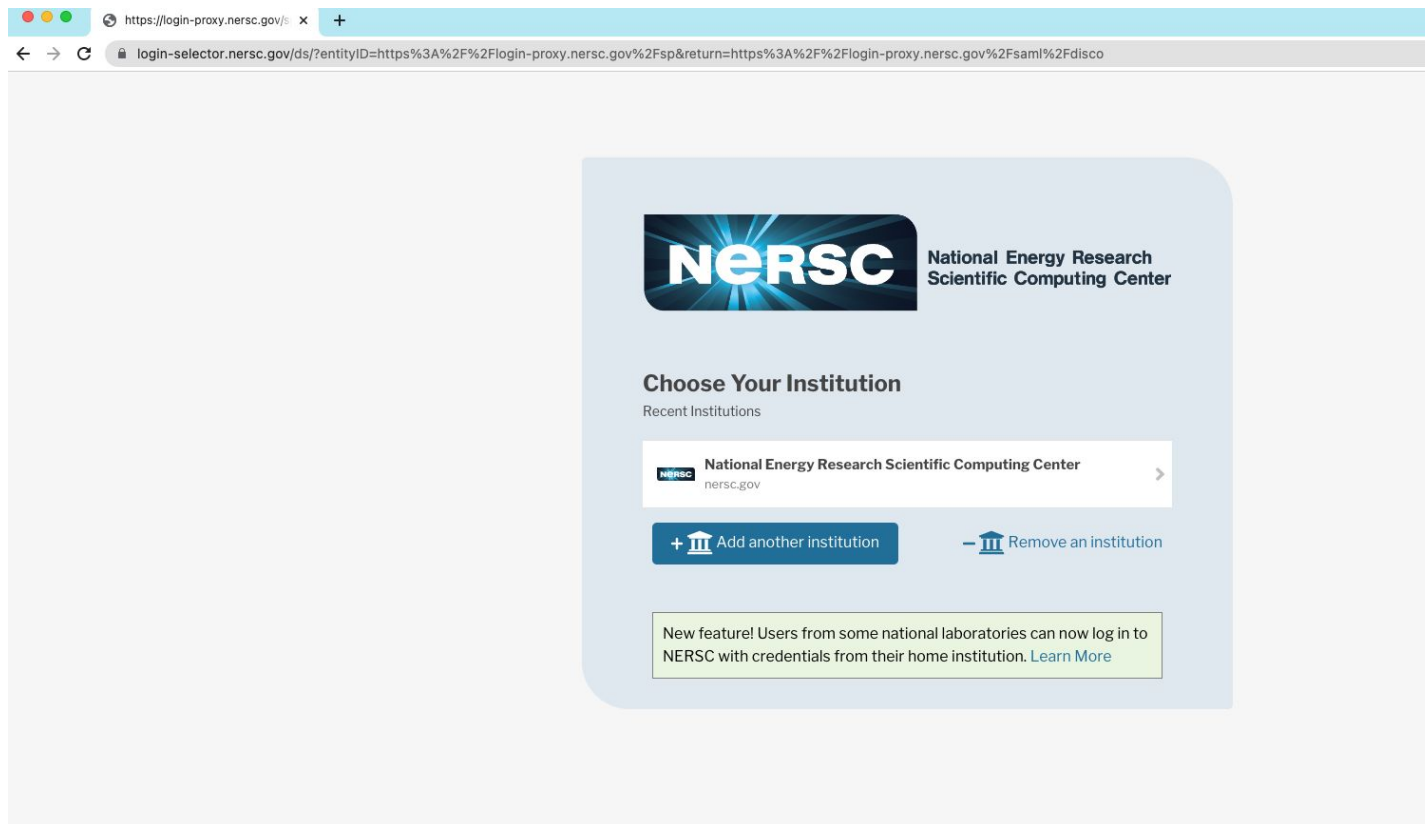 https://login-proxy.nersc.gov/s
login-selector.nersc.gov/ds/?entityID=https%3A%2F%2Flogin-proxy.nersc.gov%2Fsp&return=https%3A%2F%2Flogin-proxy.nersc.gov%2Fsaml%2Fdisco
NERSC
National Energy Research
Scientific Computing Center
Choose Your Institution
Recent Institutions
NERSC
National Energy Research Scientific Computing Center
nersc.gov
+ Add another institution
– Remove an institution
New feature! Users from some national laboratories can now log in to
NERSC with credentials from their home institution. Learn More